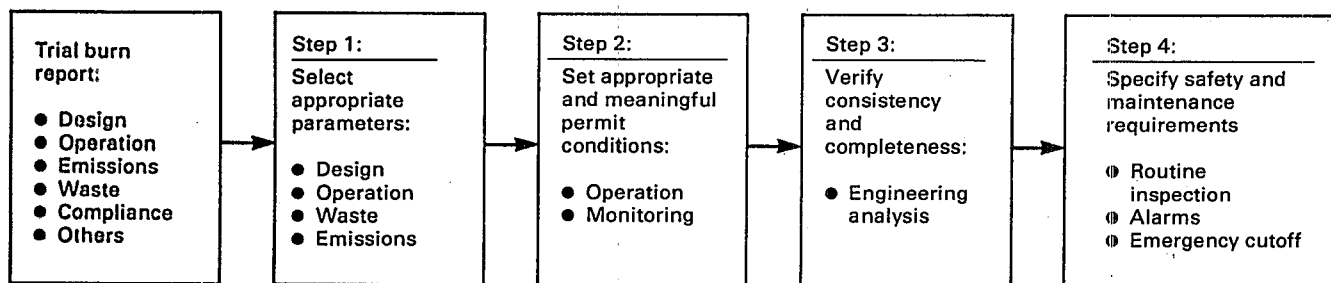 Trial burn
report:
● Design
● Operation
● Emissions
● Waste
● Compliance
● Others
Step 1:
Select
appropriate
parameters:
● Design
● Operation
● Waste
● Emissions
Step 2:
Set appropriate
and meaningful
permit
conditions:
● Operation
● Monitoring
Step 3:
Verify
consistency
and
completeness:
● Engineering
analysis
Step 4:
Specify safety and
maintenance
requirements
● Routine
inspection
● Alarms
● Emergency cutoff